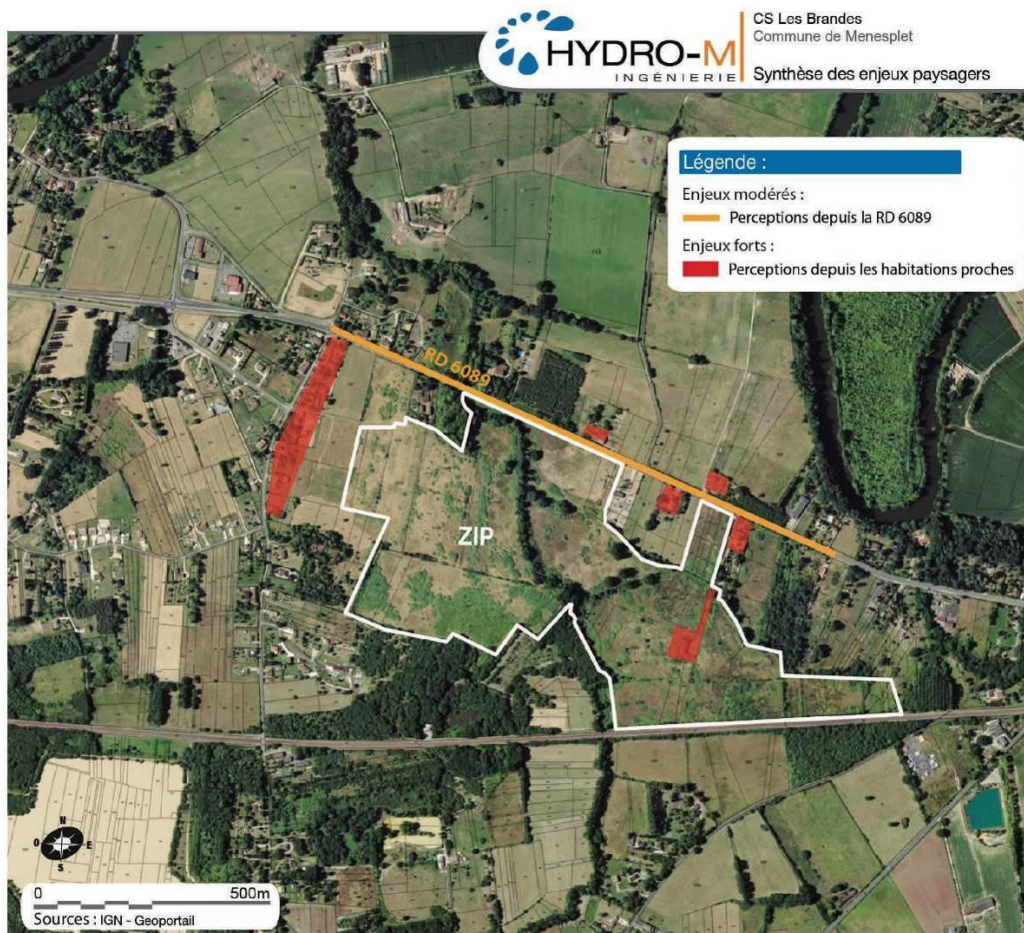 HYDRO-M
INGÉNIERIE
CS Les Brandes
Commune de Menesplet
Synthèse des enjeux paysagers
Légende :
Enjeux modérés :
Perceptions depuis la RD 6089
Enjeux forts :
Perceptions depuis les habitations proches
RD 6089
ZIP
N
O
E
S
0
500m
Sources : IGN - Geoportail